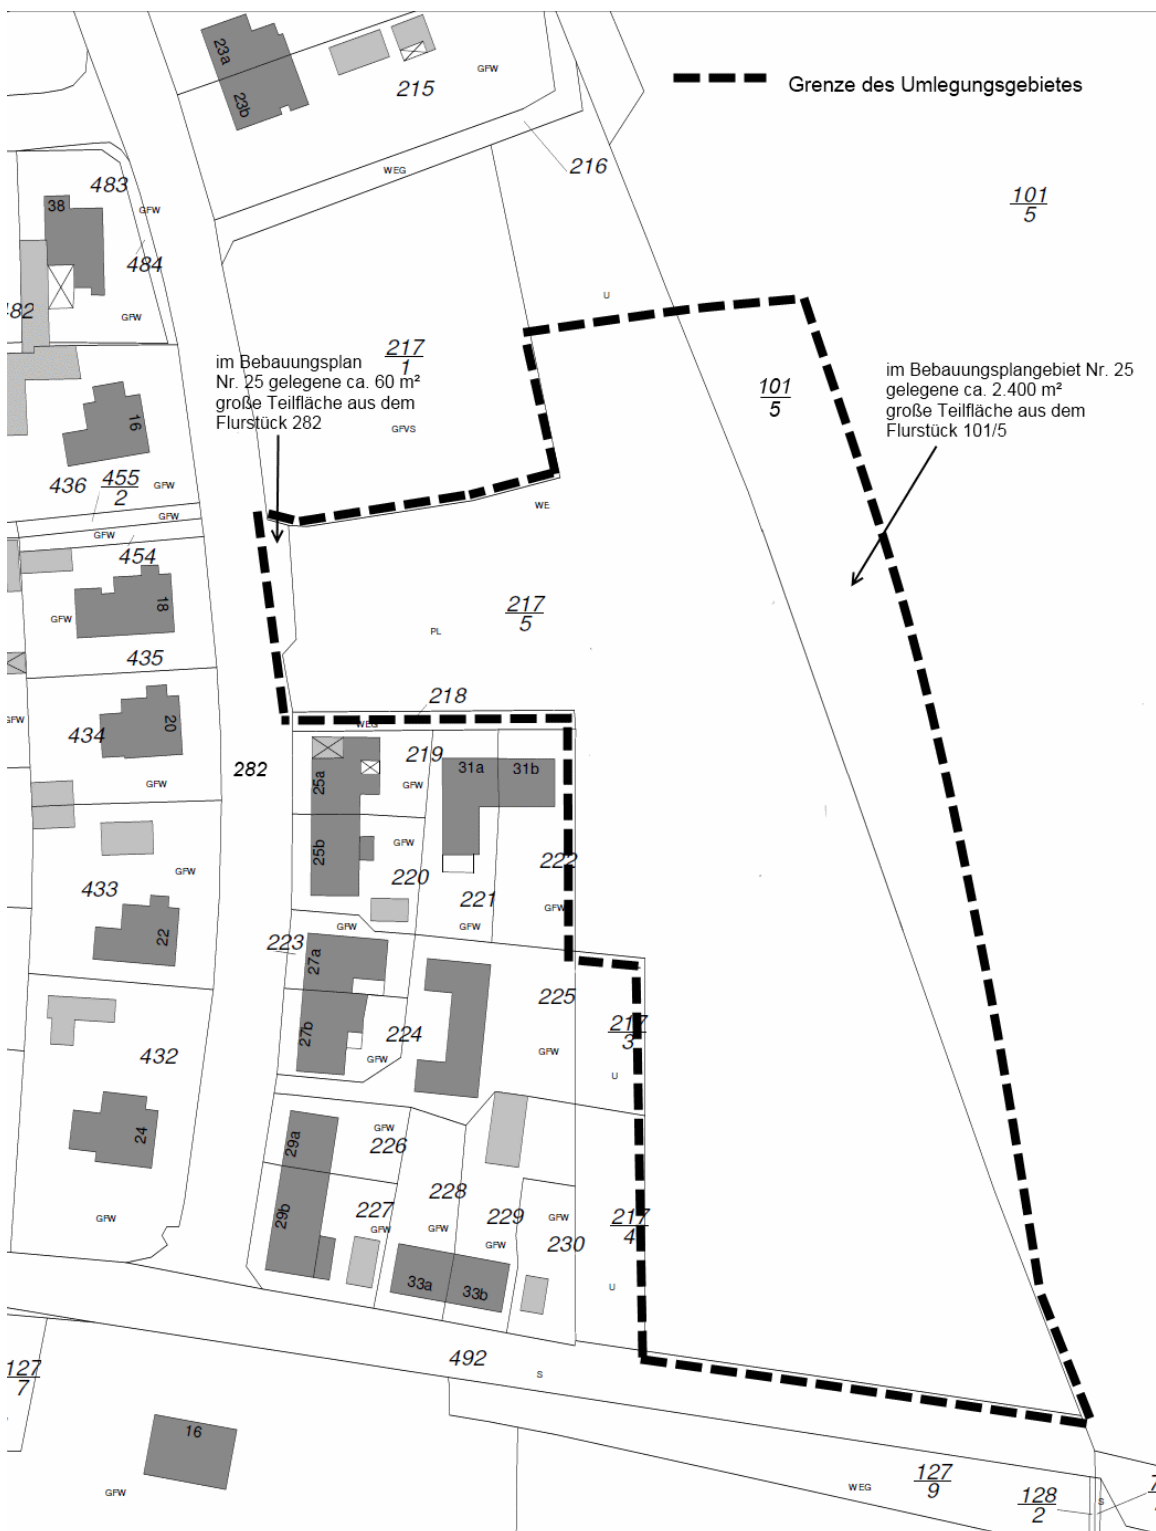 23a
23b
215
GFW
Grenze des Umlegungsgebietes
216
WEG
101
5
483
38
GFW
484
482
GFW
U
217
1
im Bebauungsplan
Nr. 25 gelegene ca. 60 m²
große Teilfläche aus dem
Flurstück 282
GFVS
101
5
im Bebauungsplangebiet Nr. 25
gelegene ca. 2.400 m²
große Teilfläche aus dem
Flurstück 101/5
16
436
455
2
GFW
GFW
GFW
454
WE
18
GFW
435
217
5
PL
218
WEG
20
434
GFW
GFW
282
219
25a
GFW
31a
31b
25b
GFW
220
221
222
GFW
GFW
GFW
433
22
223
GFW
27a
225
27b
224
GFW
GFW
217
3
U
432
24
GFW
29a
GFW
226
228
29b
227
GFW
GFW
229
GFW
GFW
230
217
4
U
33a
33b
492
S
127
7
16
GFW
WEG
127
9
128
2
S